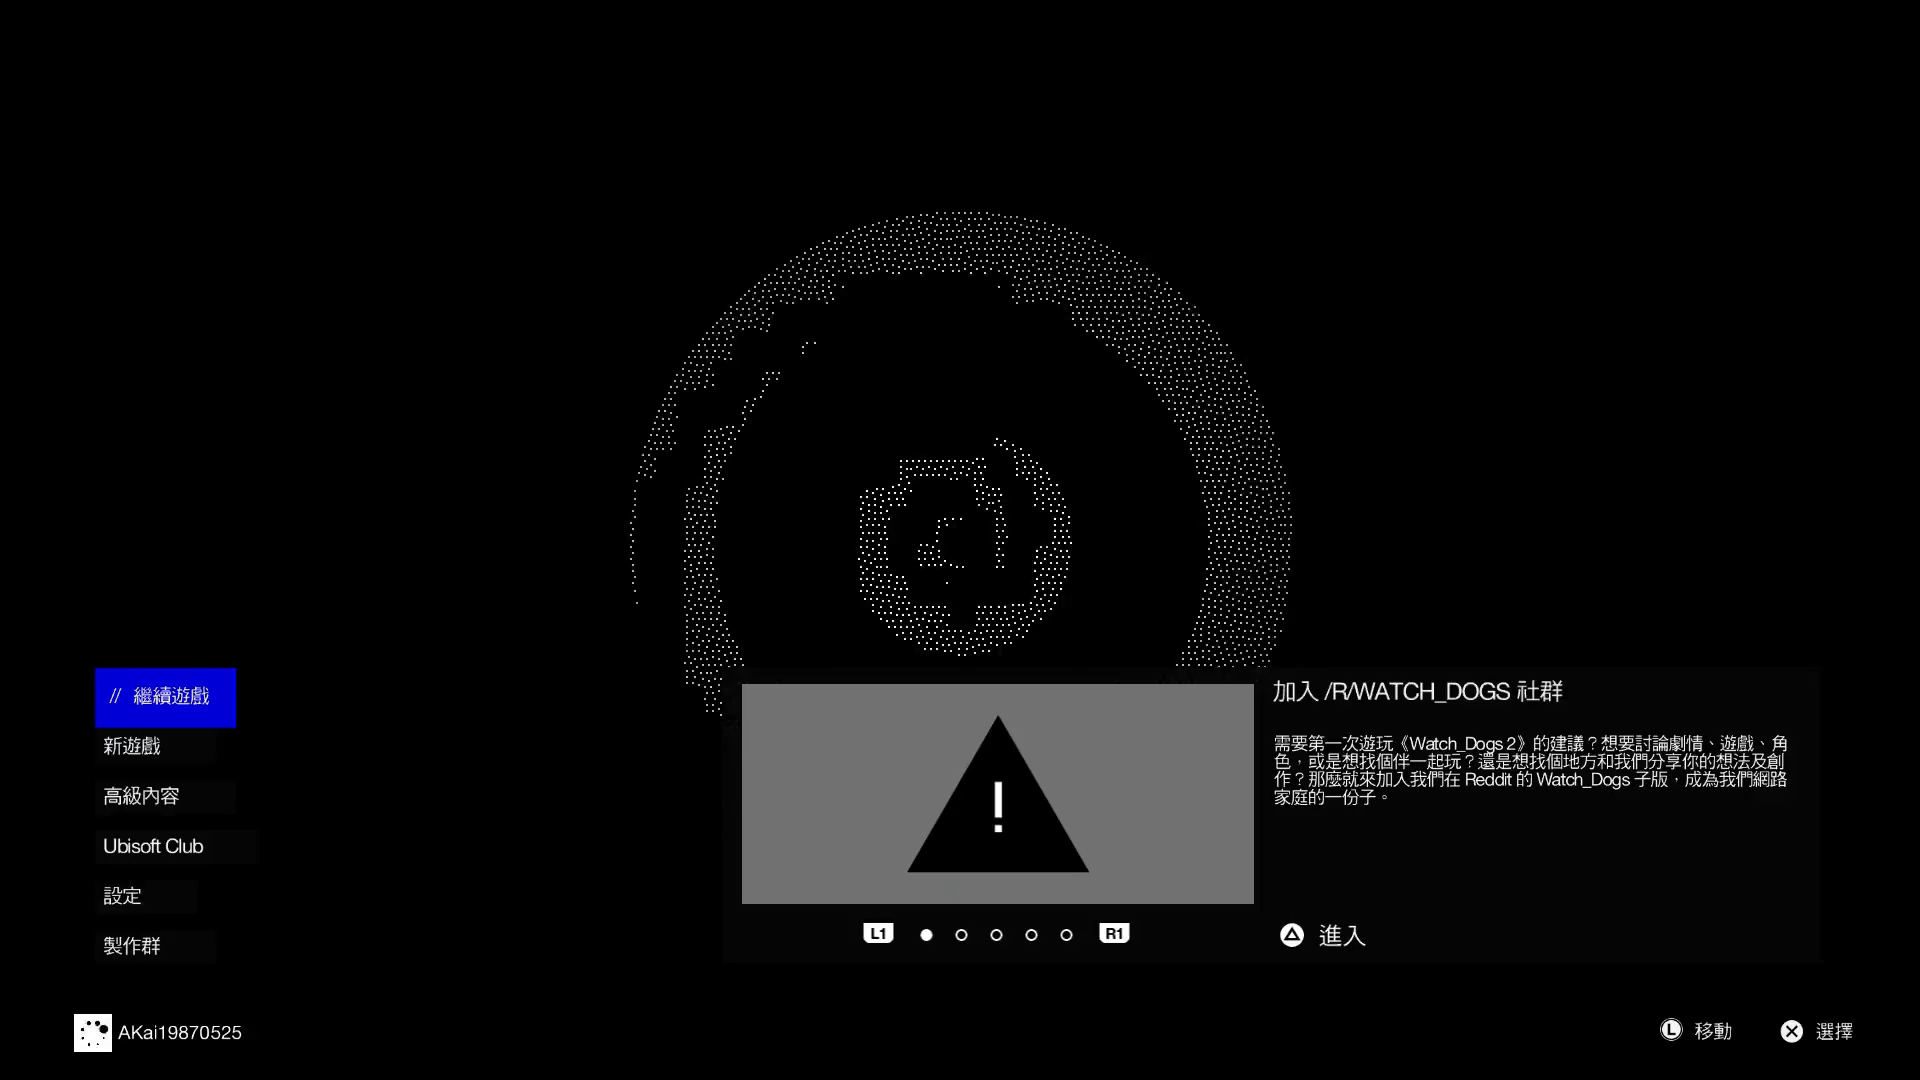 // 繼續遊戲
新遊戲
高級內容
Ubisoft Club
設定
製作群
!
加入 /R/WATCH_DOGS 社群
需要第一次遊玩《Watch_Dogs 2》的建議？想要討論劇情、遊戲、角
色，或是想找個伴一起玩？還是想找個地方和我們分享你的想法及創
作？那麼就來加入我們在 Reddit 的 Watch_Dogs 子版，成為我們網路
家庭的一份子。
L1 R1
進入
AKai19870525
L 移動
選擇